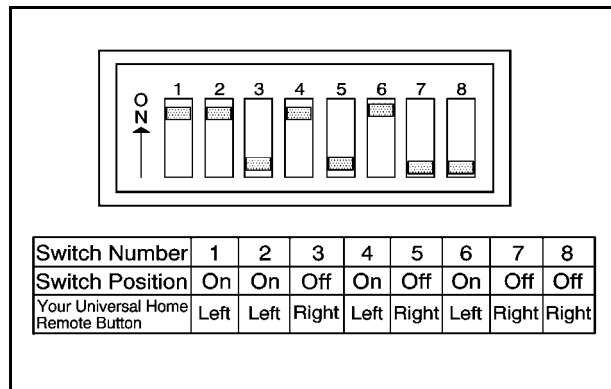 1 2 3 4 5 6 7 8
ON
Switch Number 1 2 3 4 5 6 7 8
Switch Position On On Off On Off On Off Off
Your Universal Home
Remote Button Left Left Right Left Right Left Right Right